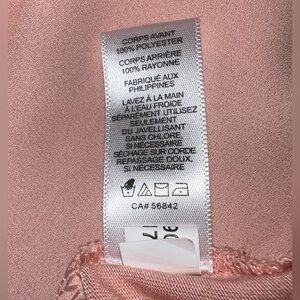 CORPS AVANT
100% POLYESTER
CORPS ARRIÈRE
100% RAYONNE
FABRIQUÉ AUX
PHILIPPINES
LAVEZ À LA MAIN
À L'EAU FROIDE
SÉPARÉMENT UTILISEZ
SEULEMENT
DU JAVELLISANT
SANS CHLORE,
SI NÉCESSAIRE
SÉCHAGE SUR CORDE
REPASSAGE DOUX,
SI NÉCESSAIRE
CA# 56842